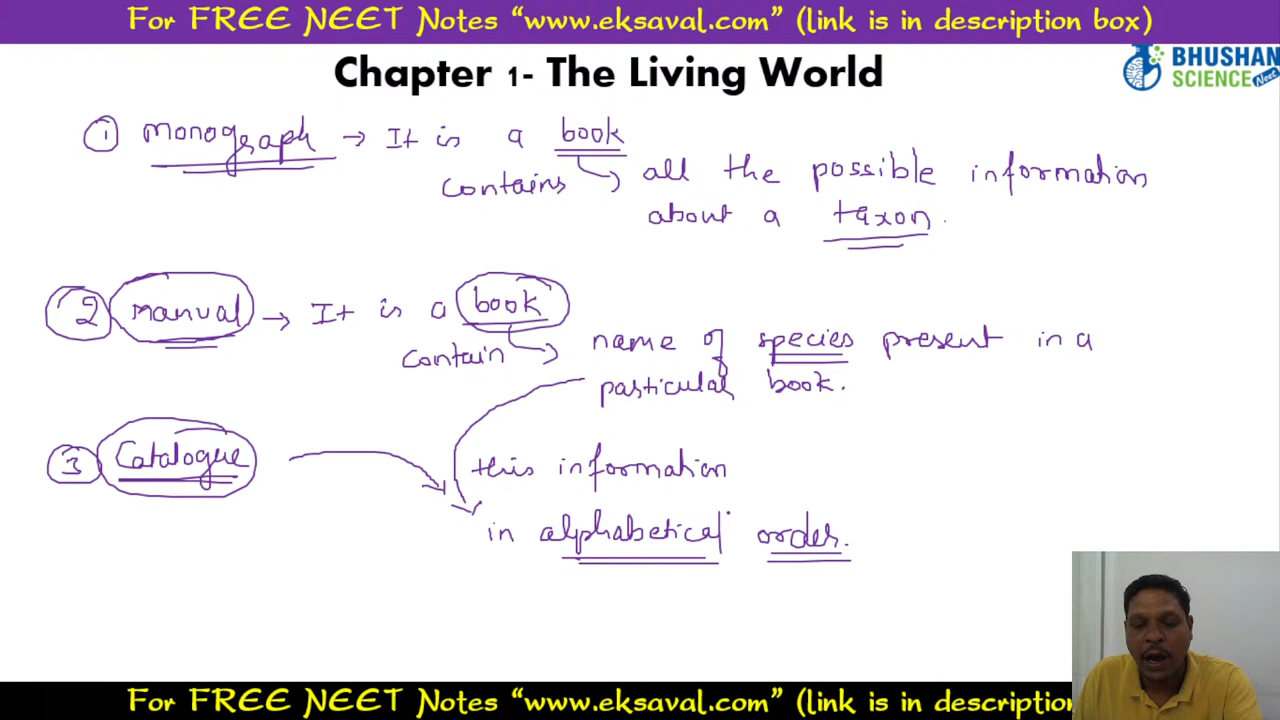 For FREE NEET Notes “www.eksaval.com” (link is in description box)
Chapter 1- The Living World
BHUSHAN
SCIENCE Neet
① monograph → It is a book
contains → all the possible information
about a taxon.
② manual → It is a book
contain → name of species present in a
particular book.
③ Catalogue → this information
in alphabetical order.
For FREE NEET Notes “www.eksaval.com” (link is in description